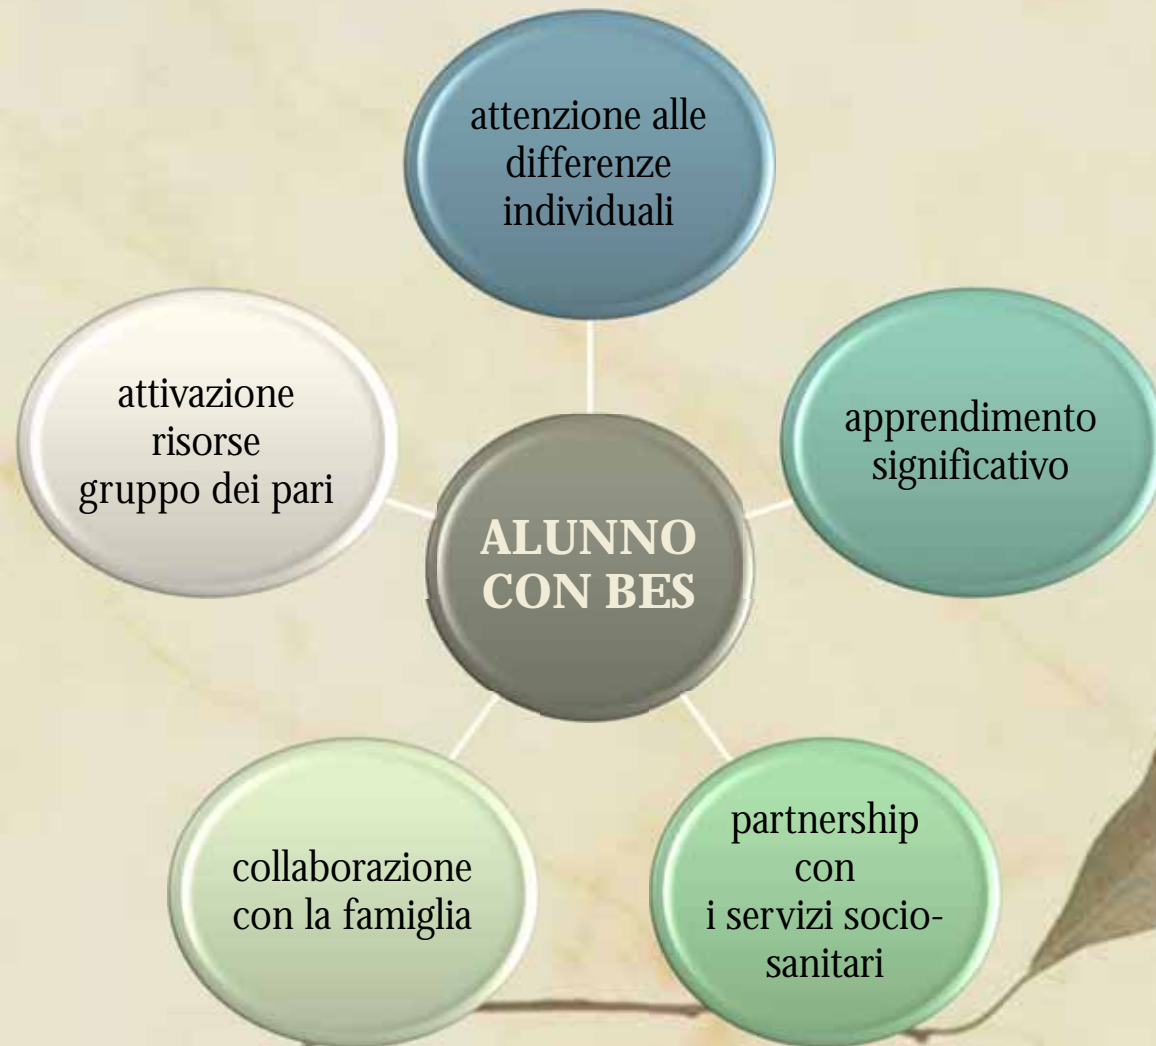 attenzione alle
differenze
individuali
attivazione
risorse
gruppo dei pari
apprendimento
significativo
ALUNNO
CON BES
collaborazione
con la famiglia
partnership
con
i servizi socio-
sanitari